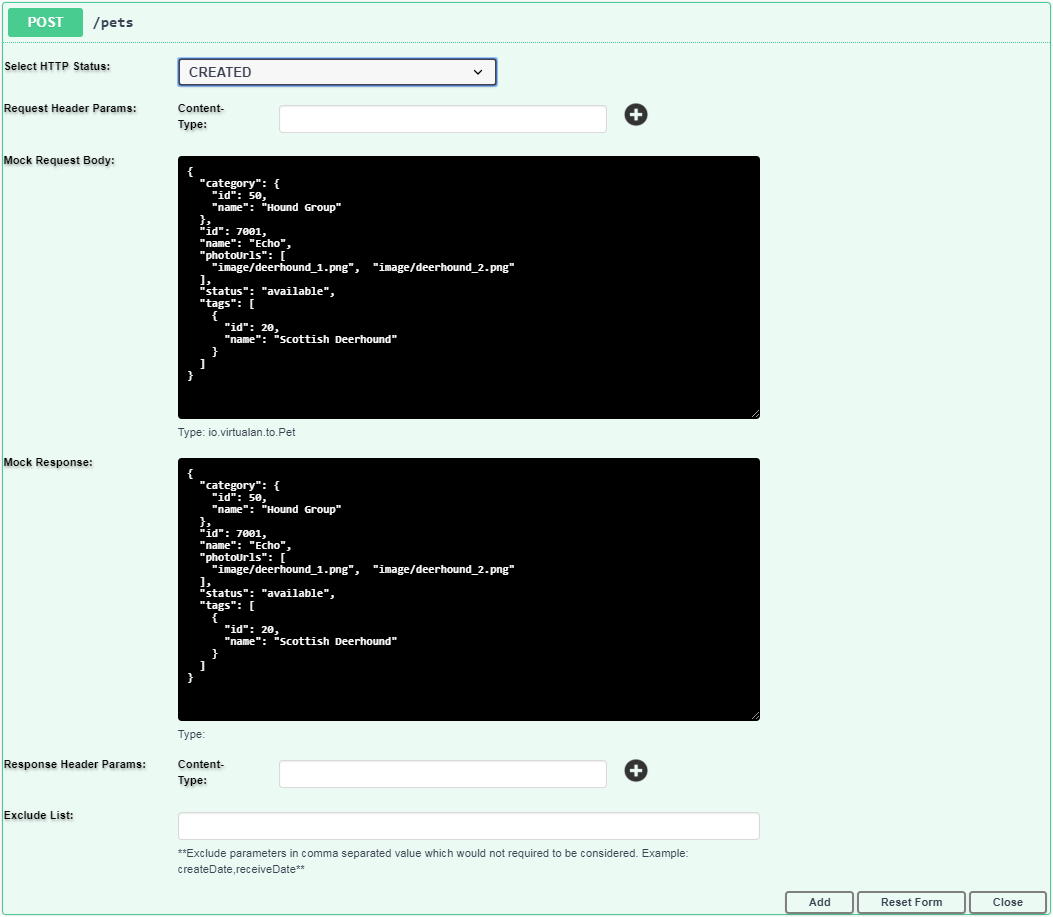 POST /pets
Select HTTP Status: CREATED
Request Header Params: Content-
Type:
Mock Request Body:
{
  "category": {
    "id": 50,
    "name": "Hound Group"
  },
  "id": 7001,
  "name": "Echo",
  "photoUrls": [
    "image/deerhound_1.png",  "image/deerhound_2.png"
  ],
  "status": "available",
  "tags": [
    {
      "id": 20,
      "name": "Scottish Deerhound"
    }
  ]
}
Type: io.virtualan.to.Pet
Mock Response:
{
  "category": {
    "id": 50,
    "name": "Hound Group"
  },
  "id": 7001,
  "name": "Echo",
  "photoUrls": [
    "image/deerhound_1.png",  "image/deerhound_2.png"
  ],
  "status": "available",
  "tags": [
    {
      "id": 20,
      "name": "Scottish Deerhound"
    }
  ]
}
Type:
Response Header Params: Content-
Type:
Exclude List:
**Exclude parameters in comma separated value which would not required to be considered. Example:
createDate,receiveDate**
Add Reset Form Close